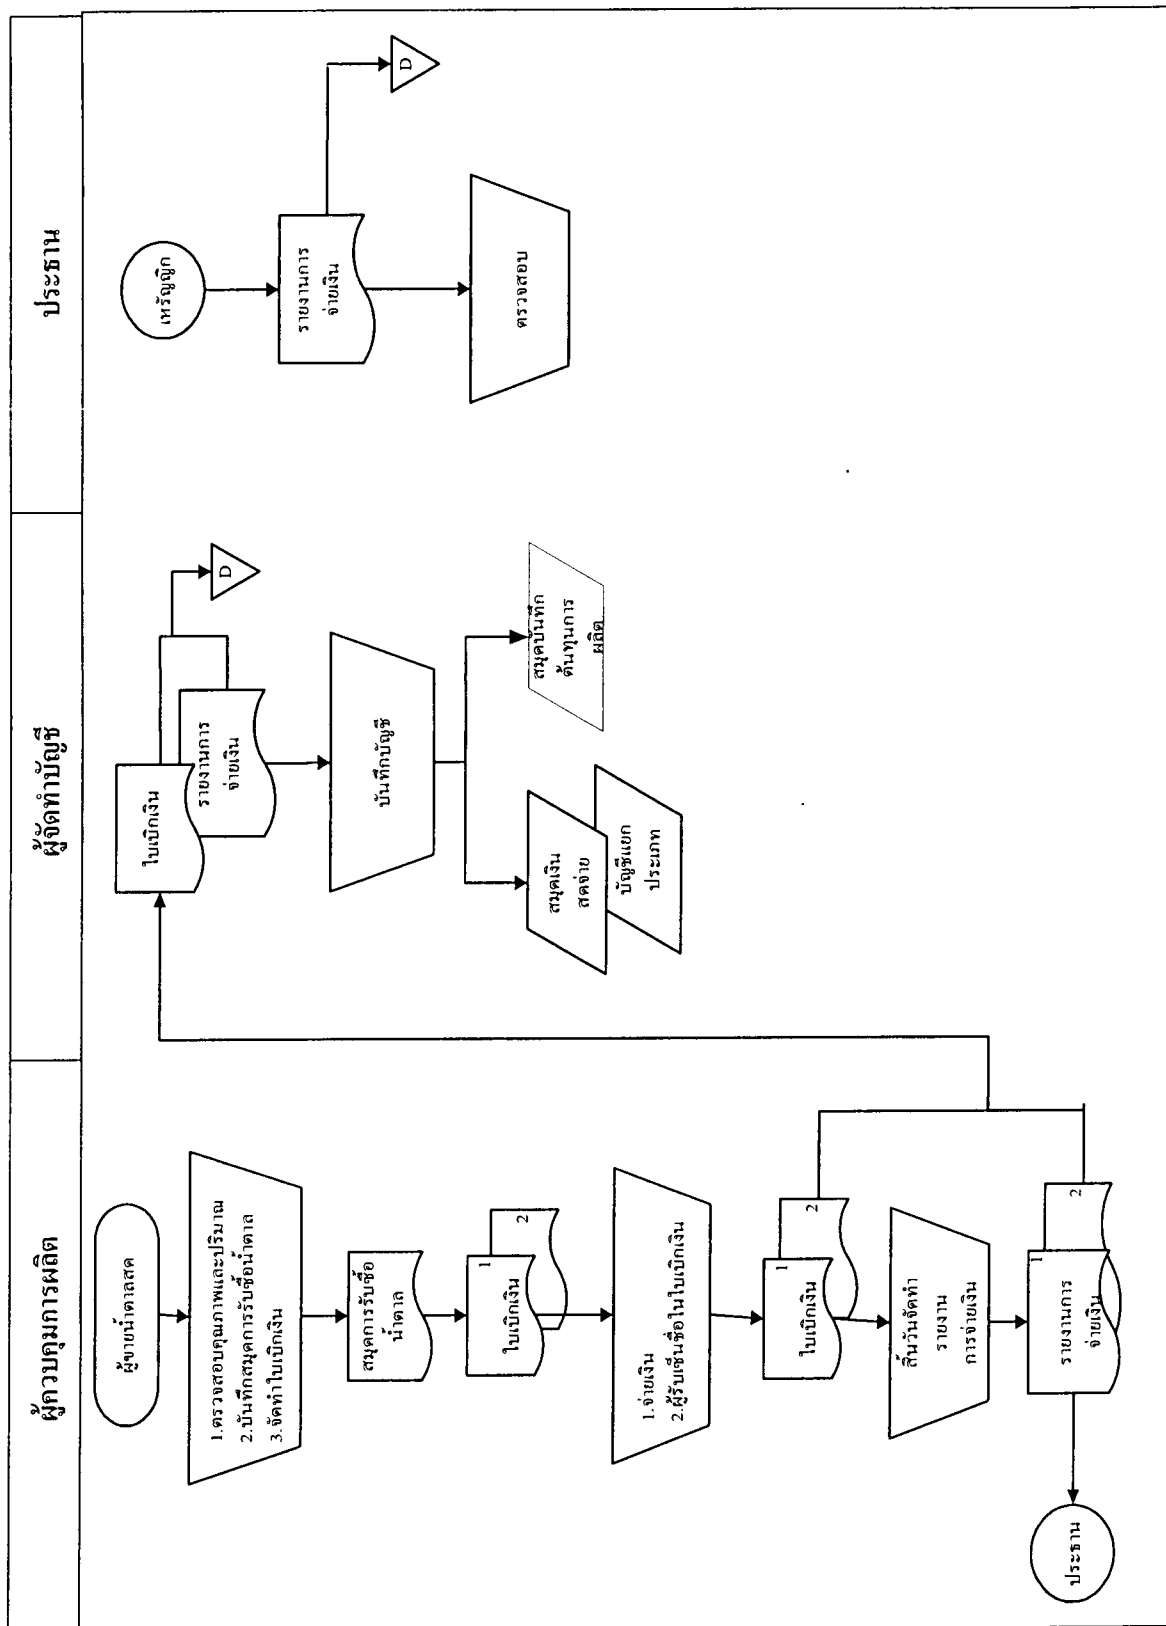 ผู้ควบคุมการผลิต
ผู้จัดทำบัญชี
ประธาน
ผู้ขายน้ำตาลสด
1.ตรวจสอบคุณภาพและปริมาณ
2.บันทึกสมุดการรับซื้อน้ำตาล
3.จัดทำใบเบิกเงิน
สมุดการรับซื้อ
น้ำตาล
1
2
ใบเบิกเงิน
1.จ่ายเงิน
2.ผู้รับเซ็นชื่อในใบเบิกเงิน
1
2
ใบเบิกเงิน
สิ้นวันจัดทำ
รายงาน
การจ่ายเงิน
1
2
รายงานการ
จ่ายเงิน
ประธาน
ใบเบิกเงิน
รายงานการ
จ่ายเงิน
D
บันทึกบัญชี
สมุดเงิน
สดจ่าย
บัญชีแยก
ประเภท
สมุดบันทึก
ต้นทุนการ
ผลิต
เหรัญญิก
รายงานการ
จ่ายเงิน
D
ตรวจสอบ